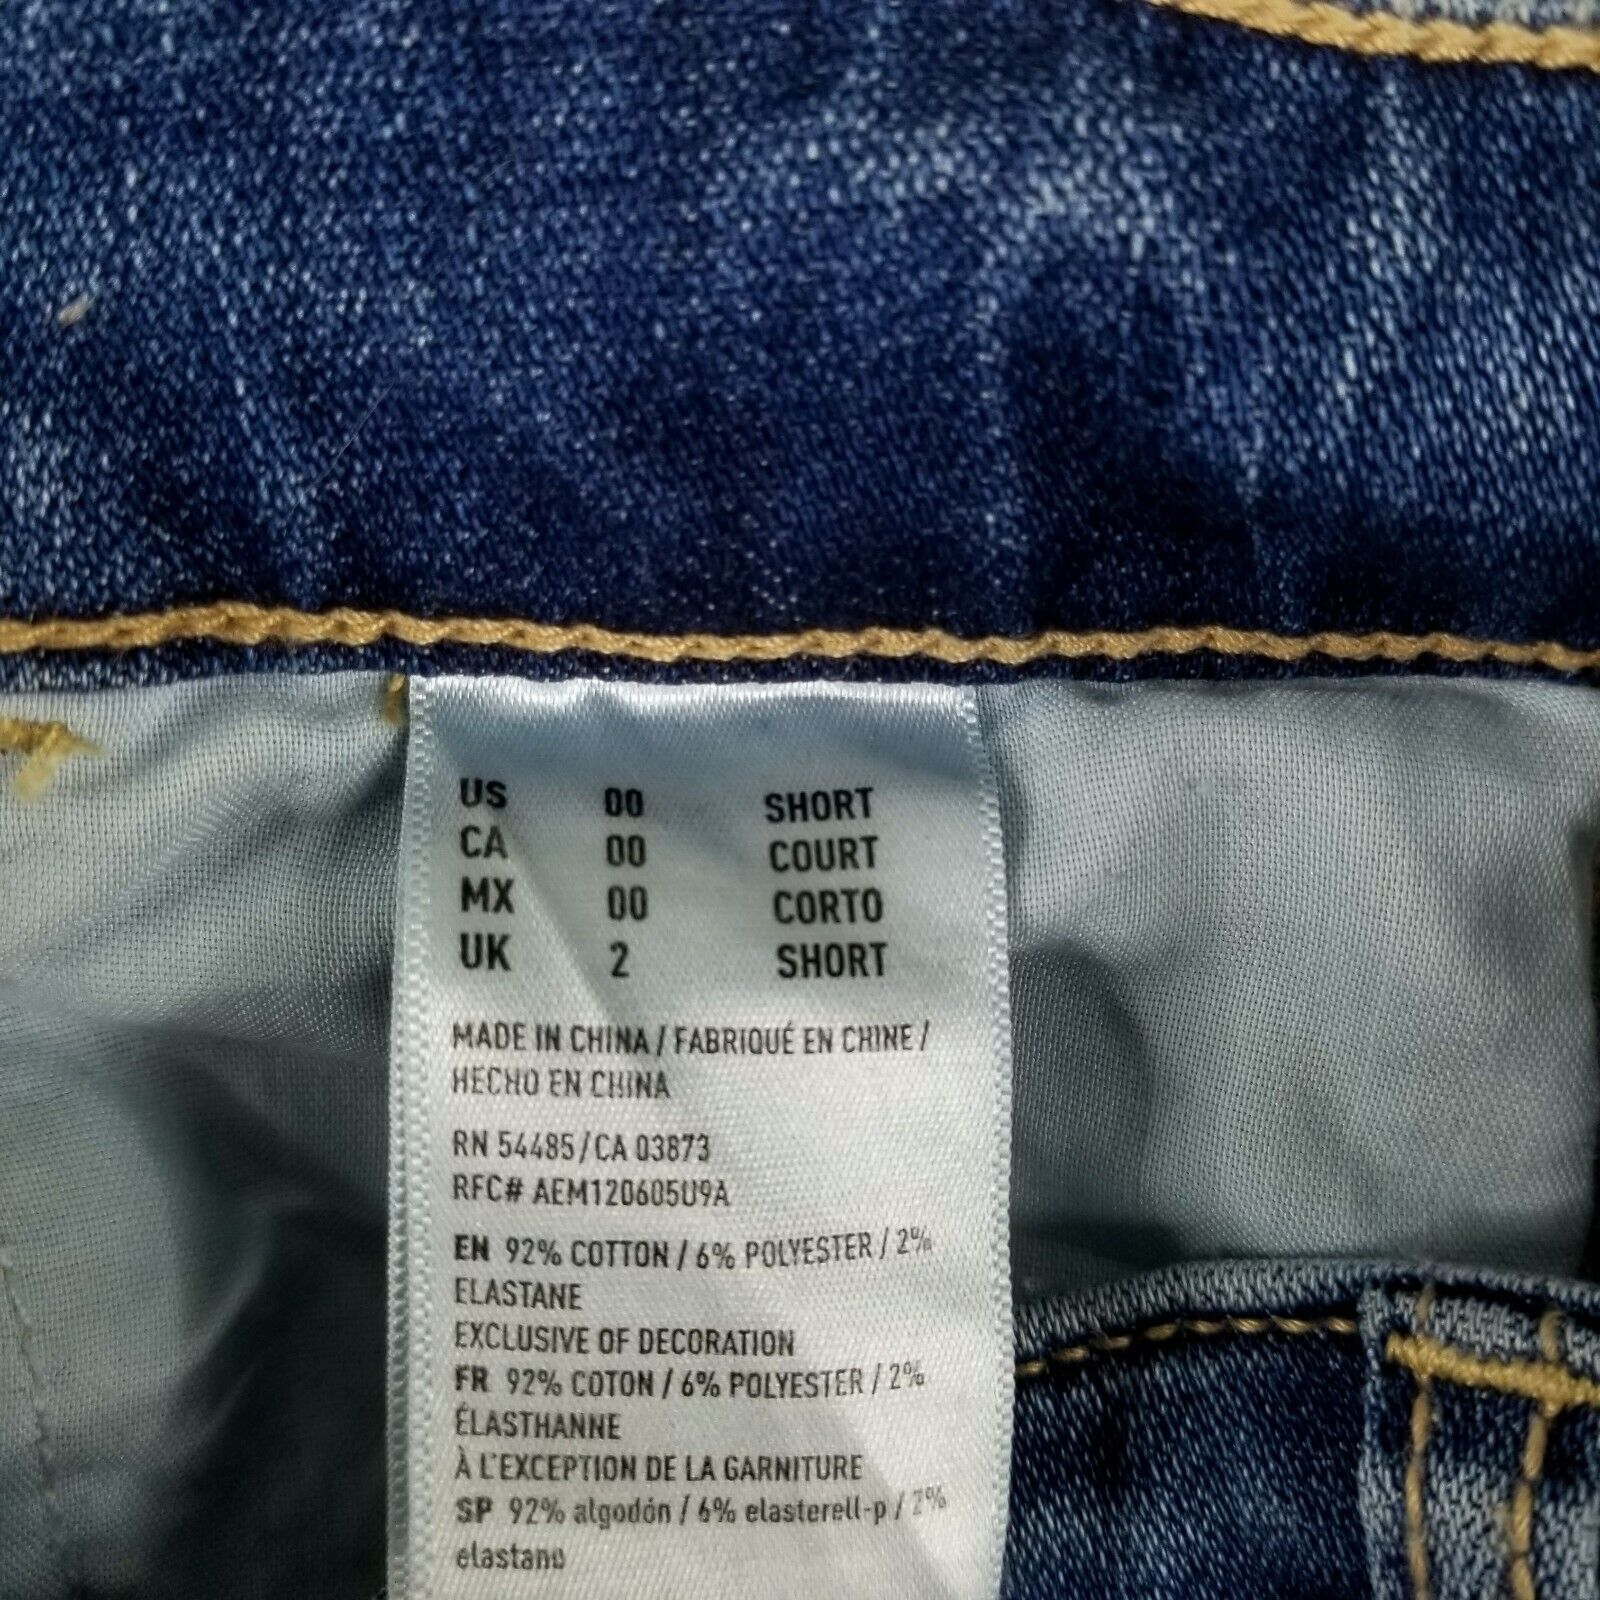 US 00 SHORT
CA 00 COURT
MX 00 CORTO
UK 2 SHORT
MADE IN CHINA / FABRIQUÉ EN CHINE /
HECHO EN CHINA
RN 54485 / CA 03873
RFC# AEM120605U9A
EN 92% COTTON / 6% POLYESTER / 2%
ELASTANE
EXCLUSIVE OF DECORATION
FR 92% COTON / 6% POLYESTER / 2%
ÉLASTHANNE
À L'EXCEPTION DE LA GARNITURE
SP 92% algodón / 6% elasterell-p / 2%
elastano